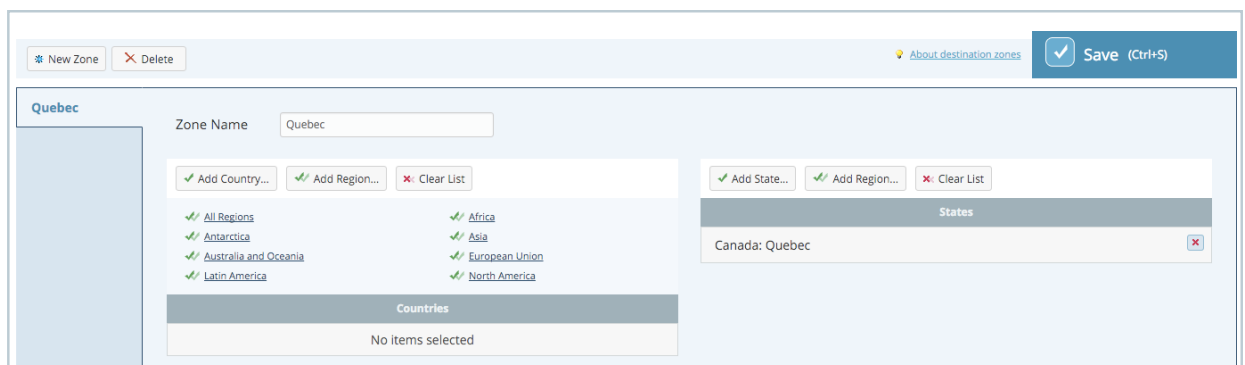 New Zone Delete About destination zones Save (Ctrl+S)
Quebec
Zone Name Quebec
Add Country... Add Region... Clear List
All Regions Africa
Antarctica Asia
Australia and Oceania European Union
Latin America North America
Countries
No items selected
Add State... Add Region... Clear List
States
Canada: Quebec